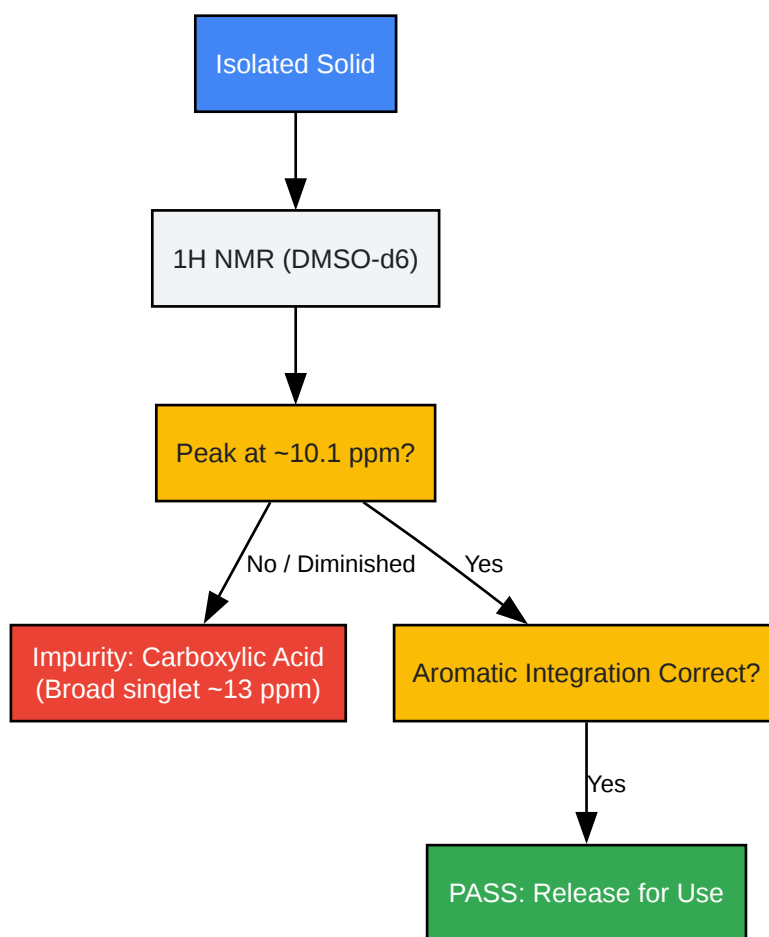 Isolated Solid
1H NMR (DMSO-d6)
Peak at ~10.1 ppm?
No / Diminished
Yes
Impurity: Carboxylic Acid
(Broad singlet ~13 ppm)
Aromatic Integration Correct?
Yes
PASS: Release for Use